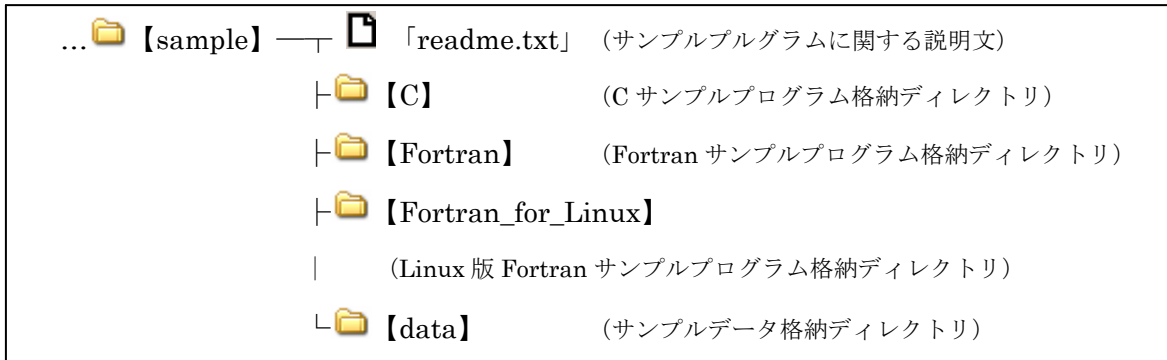 …【sample】─┬ 「readme.txt」 (サンプルプルグラムに関する説明文)
├【C】 (C サンプルプログラム格納ディレクトリ)
├【Fortran】 (Fortran サンプルプログラム格納ディレクトリ)
├【Fortran_for_Linux】
│ (Linux 版 Fortran サンプルプログラム格納ディレクトリ)
└【data】 (サンプルデータ格納ディレクトリ)